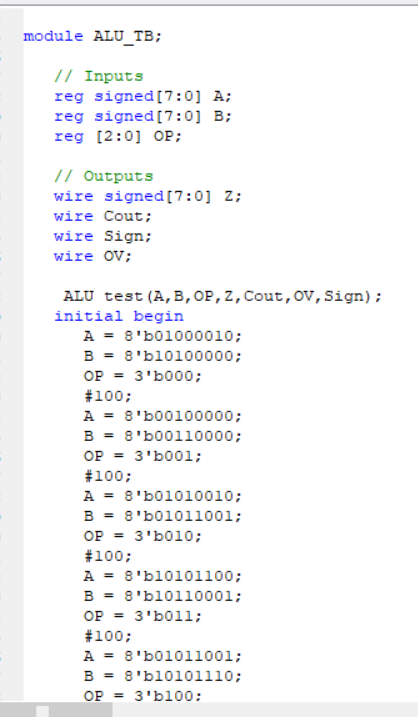 module ALU_TB;
// Inputs
reg signed[7:0] A;
reg signed[7:0] B;
reg [2:0] OP;
// Outputs
wire signed[7:0] Z;
wire Cout;
wire Sign;
wire OV;
ALU test(A,B,OP,Z,Cout,OV,Sign);
initial begin
A = 8'b01000010;
B = 8'b10100000;
OP = 3'b000;
#100;
A = 8'b00100000;
B = 8'b00110000;
OP = 3'b001;
#100;
A = 8'b01010010;
B = 8'b01011001;
OP = 3'b010;
#100;
A = 8'b10101100;
B = 8'b10110001;
OP = 3'b011;
#100;
A = 8'b01011001;
B = 8'b10101110;
OP = 3'b100;